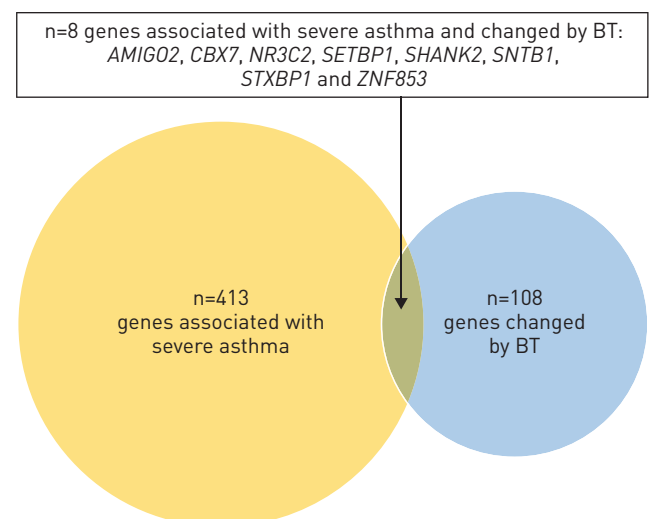 n=8 genes associated with severe asthma and changed by BT:
AMIGO2, CBX7, NR3C2, SETBP1, SHANK2, SNTB1,
STXBP1 and ZNF853
n=413
genes associated with
severe asthma
n=108
genes changed
by BT